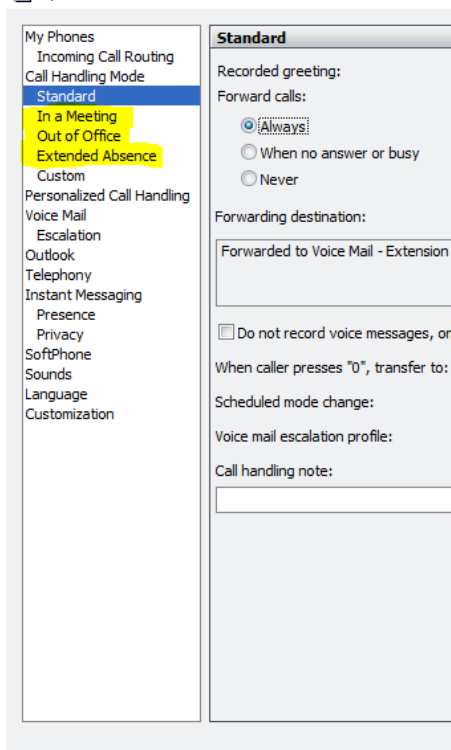 My Phones
Incoming Call Routing
Call Handling Mode
Standard
In a Meeting
Out of Office
Extended Absence
Custom
Personalized Call Handling
Voice Mail
Escalation
Outlook
Telephony
Instant Messaging
Presence
Privacy
SoftPhone
Sounds
Language
Customization
Standard
Recorded greeting:
Forward calls:
Always
When no answer or busy
Never
Forwarding destination:
Forwarded to Voice Mail - Extension
Do not record voice messages, on
When caller presses "0", transfer to:
Scheduled mode change:
Voice mail escalation profile:
Call handling note: